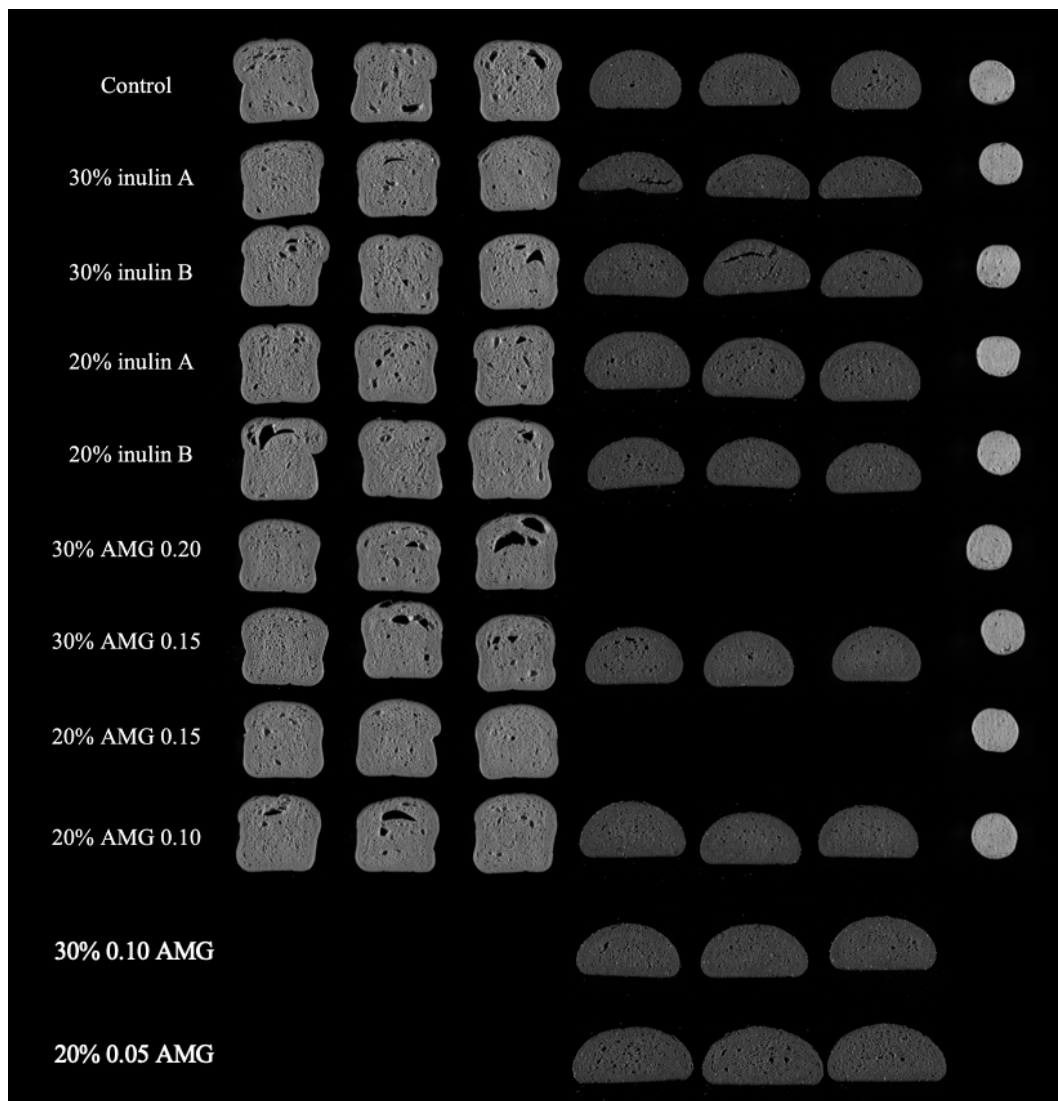 Control
30% inulin A
30% inulin B
20% inulin A
20% inulin B
30% AMG 0.20
30% AMG 0.15
20% AMG 0.15
20% AMG 0.10
30% 0.10 AMG
20% 0.05 AMG